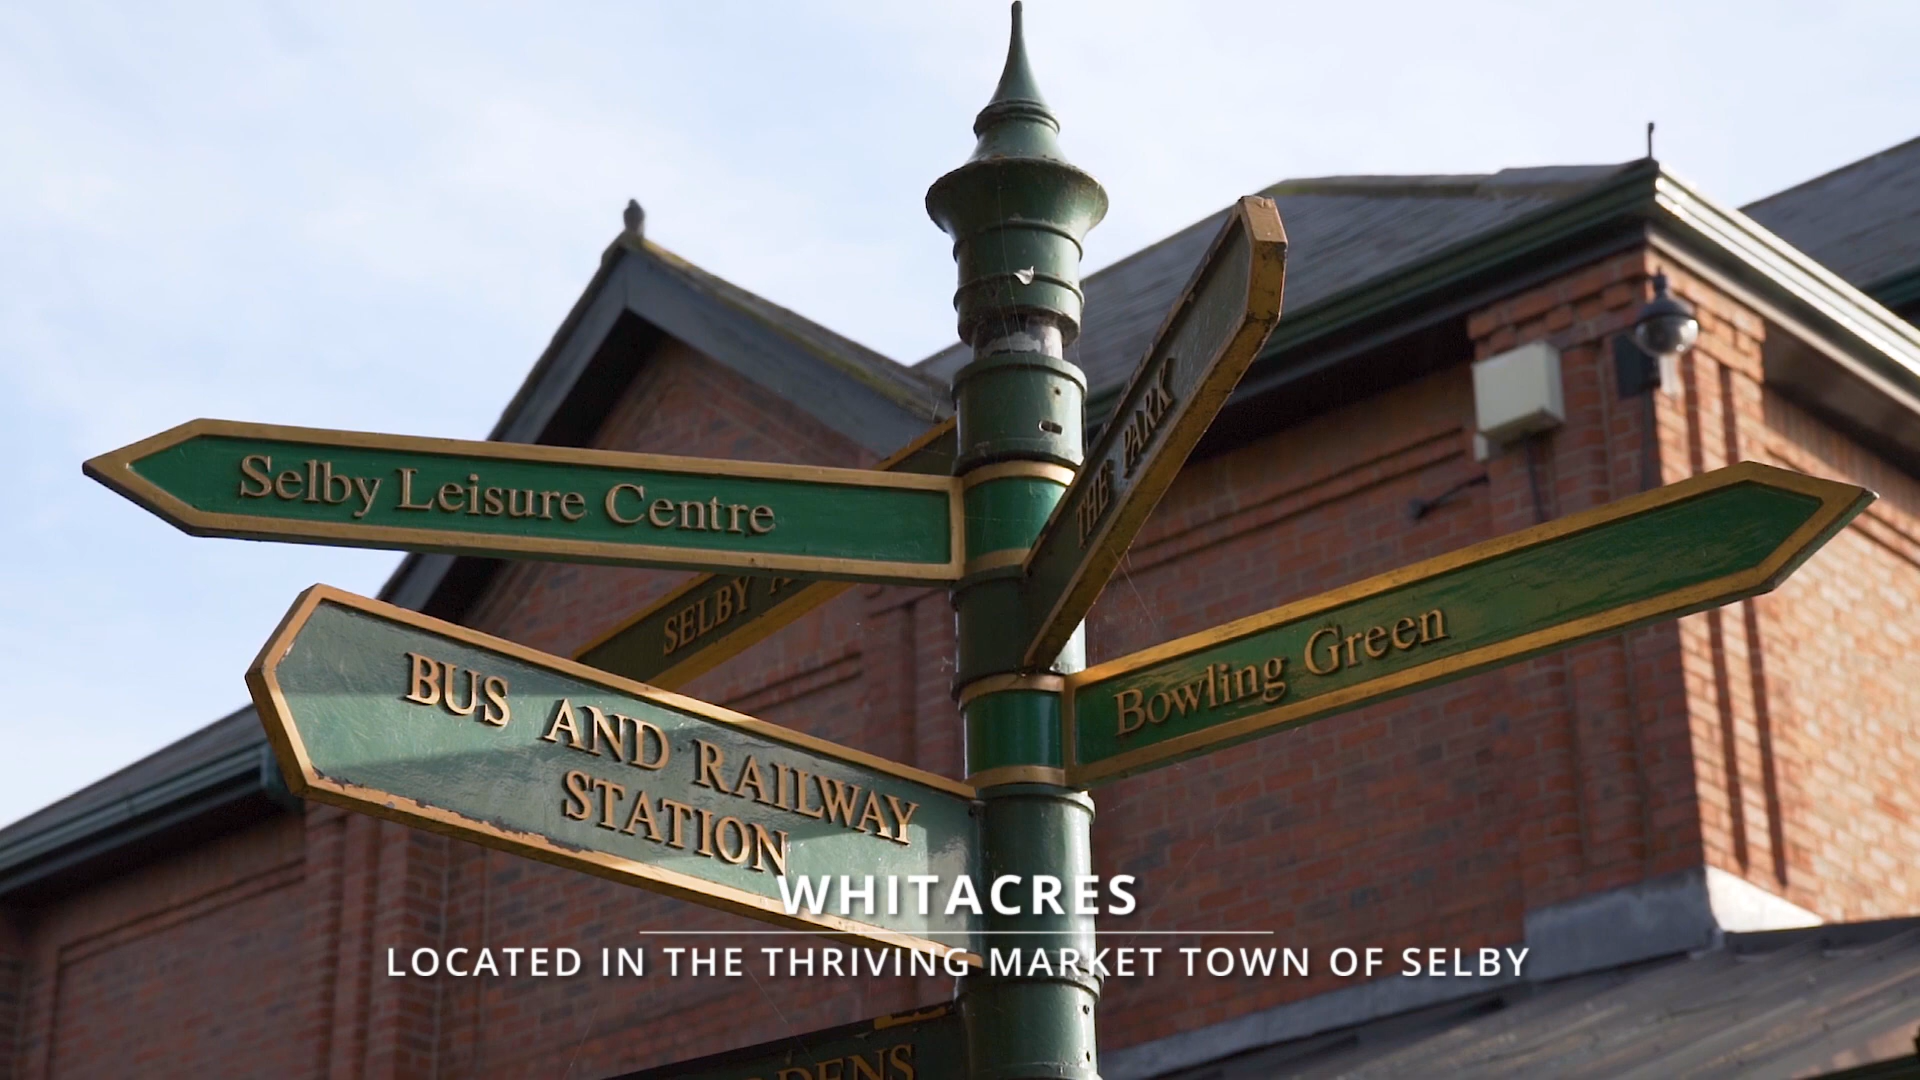 Selby Leisure Centre
THE PARK
SELBY
Bowling Green
BUS AND RAILWAY
STATION
WHITACRES
LOCATED IN THE THRIVING MARKET TOWN OF SELBY